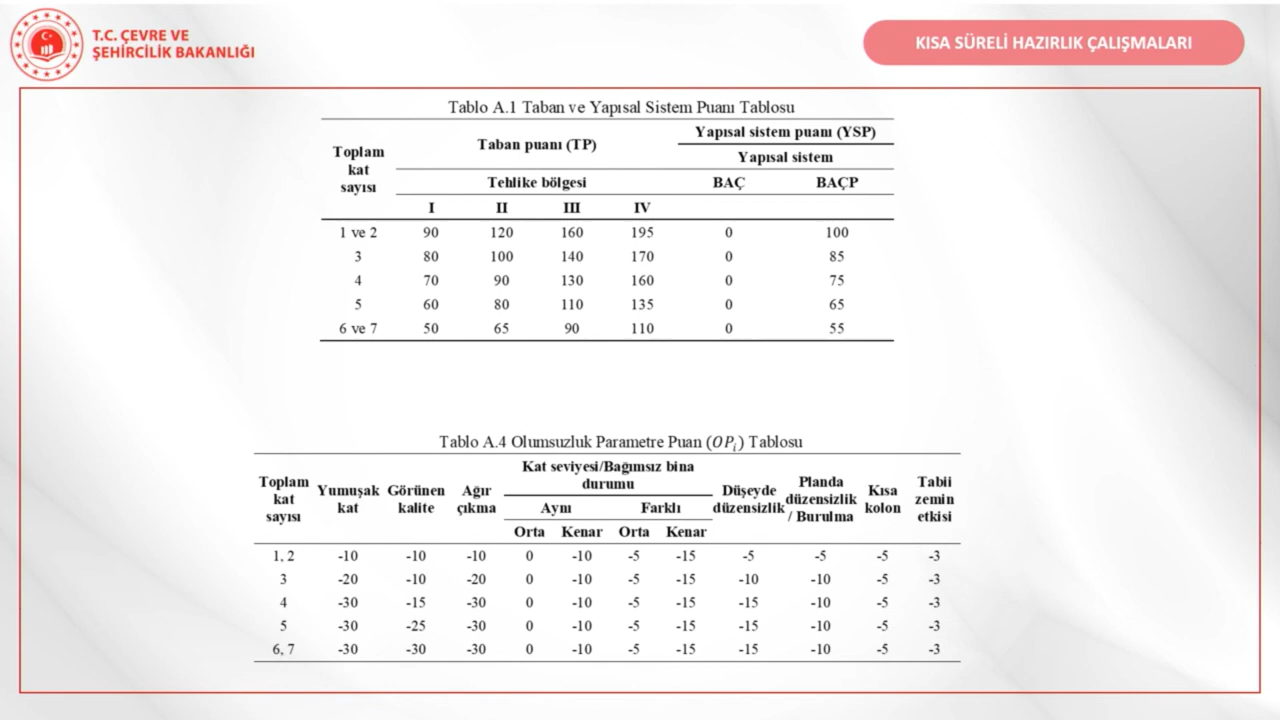 T.C. ÇEVRE VE
ŞEHİRCİLİK BAKANLIĞI
KISA SÜRELİ HAZIRLIK ÇALIŞMALARI
Tablo A.1 Taban ve Yapısal Sistem Puanı Tablosu
Toplam kat sayısı Taban puanı (TP) Yapısal sistem puanı (YSP)
Yapısal sistem
Tehlike bölgesi BAÇ BAÇP
I II III IV
1 ve 2 90 120 160 195 0 100
3 80 100 140 170 0 85
4 70 90 130 160 0 75
5 60 80 110 135 0 65
6 ve 7 50 65 90 110 0 55
Tablo A.4 Olumsuzluk Parametre Puan (OPᵢ) Tablosu
Toplam kat sayısı Yumuşak kat Görünen kalite Ağır çıkma Kat seviyesi/Bağımsız bina durumu Düşeyde düzensizlik Planda düzensizlik / Burulma Kısa kolon Tabii zemin etkisi
Aynı Farklı
Orta Kenar Orta Kenar
1, 2 -10 -10 -10 0 -10 -5 -15 -5 -5 -5 -3
3 -20 -10 -20 0 -10 -5 -15 -10 -10 -5 -3
4 -30 -15 -30 0 -10 -5 -15 -15 -10 -5 -3
5 -30 -25 -30 0 -10 -5 -15 -15 -10 -5 -3
6, 7 -30 -30 -30 0 -10 -5 -15 -15 -10 -5 -3